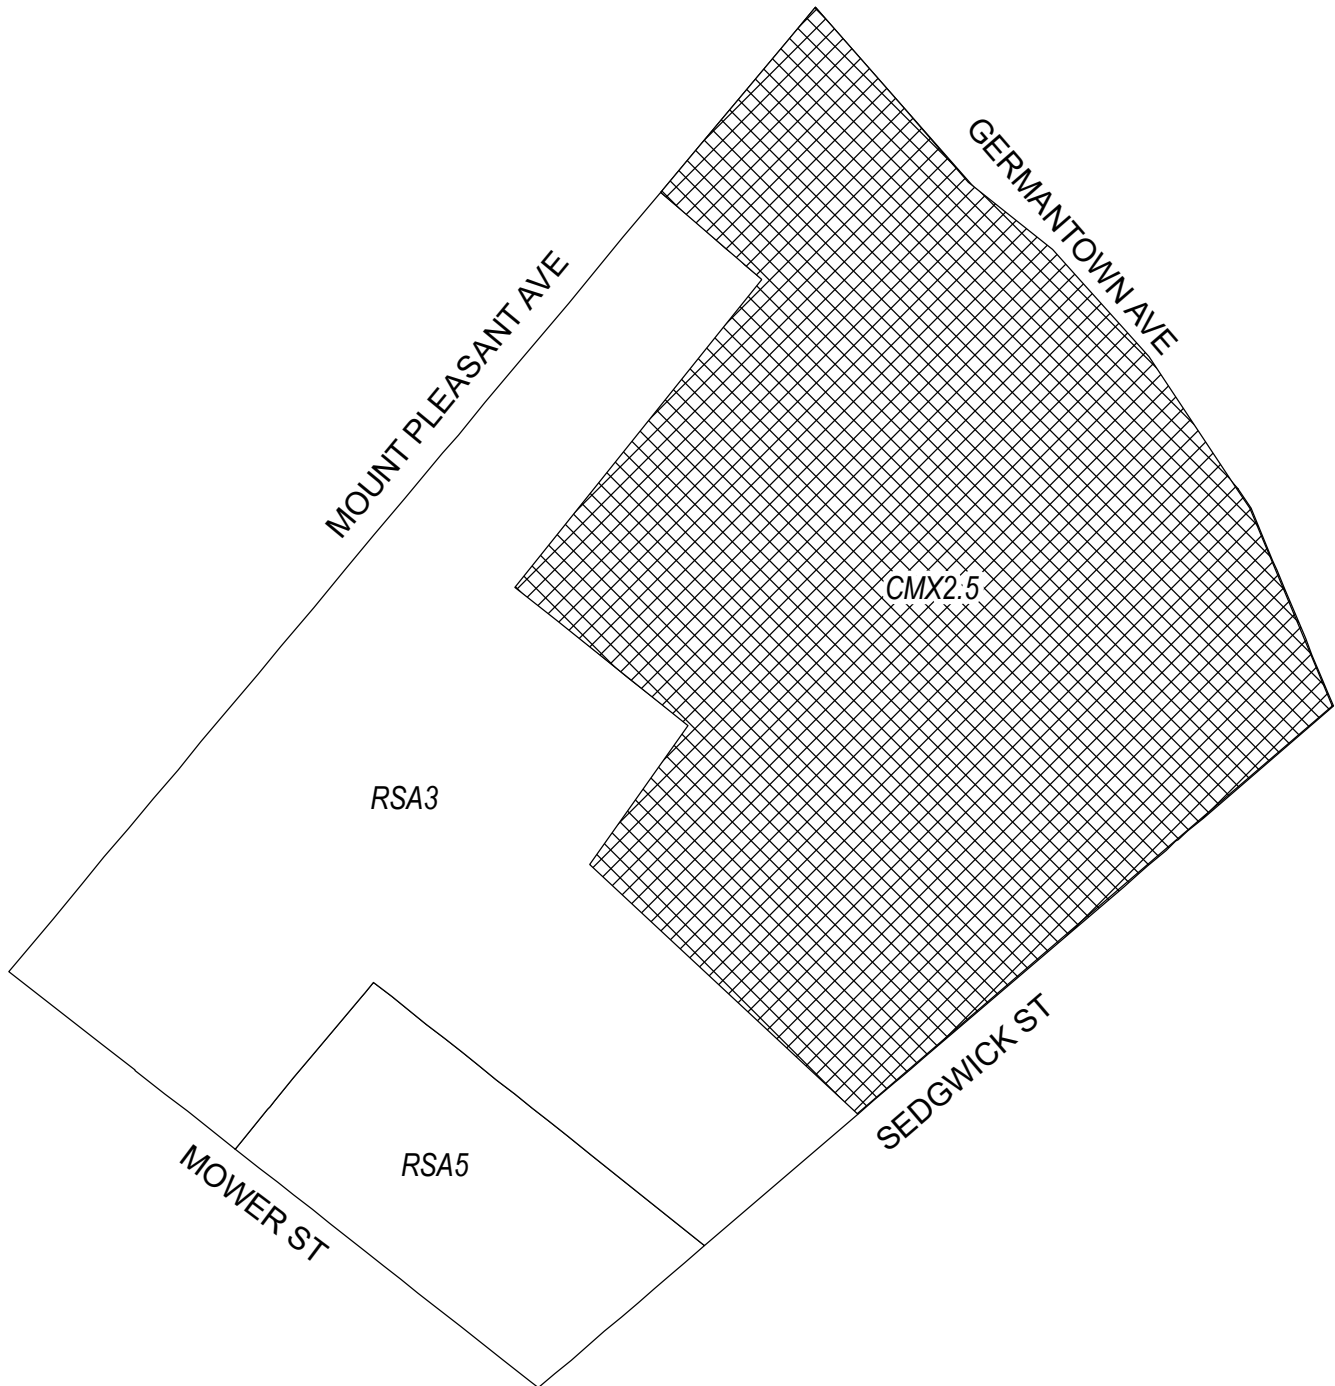 GERMANTOWN AVE
MOUNT PLEASANT AVE
CMX2.5
RSA3
SEDGWICK ST
RSA5
MOWER ST